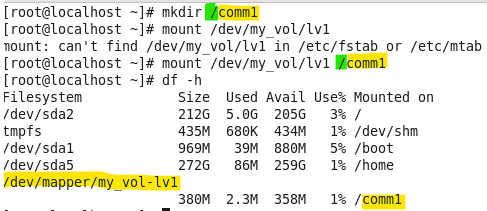 [root@localhost ~]# mkdir /comm1
[root@localhost ~]# mount /dev/my_vol/lv1
mount: can't find /dev/my_vol/lv1 in /etc/fstab or /etc/mtab
[root@localhost ~]# mount /dev/my_vol/lv1 /comm1
[root@localhost ~]# df -h
Filesystem Size Used Avail Use% Mounted on
/dev/sda2 212G 5.0G 205G 3% /
tmpfs 435M 680K 434M 1% /dev/shm
/dev/sda1 969M 39M 880M 5% /boot
/dev/sda5 272G 86M 259G 1% /home
/dev/mapper/my_vol-lv1
380M 2.3M 358M 1% /comm1